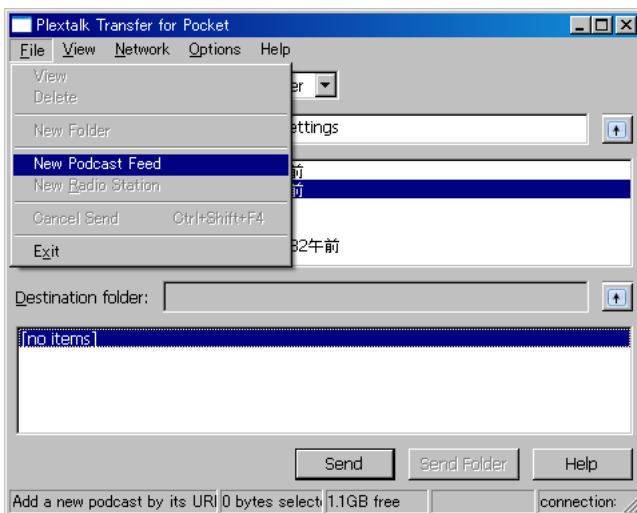 Plextalk Transfer for Pocket
File View Network Options Help
View
Delete
New Folder
New Podcast Feed
New Radio Station
Cancel Send Ctrl+Shift+F4
Exit
er
ettings
前
前
32午前
Destination folder:
[no items]
Send Send Folder Help
Add a new podcast by its URI 0 bytes select 1.1GB free connection: